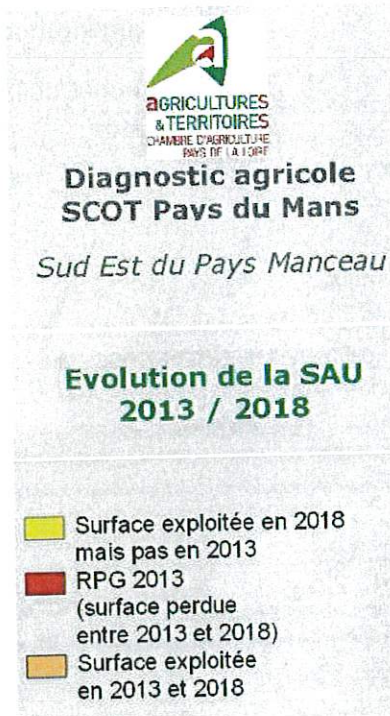 aGRICULTURES
& TERRITOIRES
CHAMBRE D'AGRICULTURE
PAYS DE LA LOIRE
Diagnostic agricole
SCOT Pays du Mans
Sud Est du Pays Manceau
Evolution de la SAU
2013 / 2018
Surface exploitée en 2018
mais pas en 2013
RPG 2013
(surface perdue
entre 2013 et 2018)
Surface exploitée
en 2013 et 2018